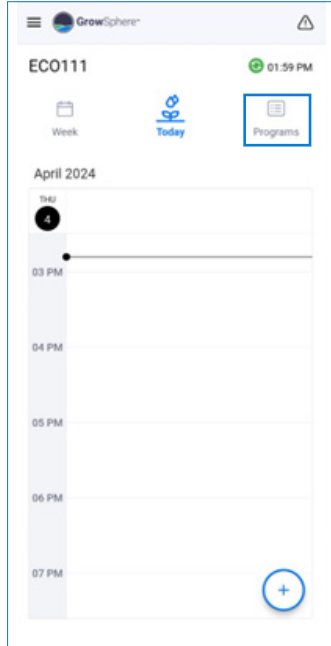 GrowSphere™
ECO111 01:59 PM
Week Today Programs
April 2024
THU
4
03 PM
04 PM
05 PM
06 PM
07 PM
+